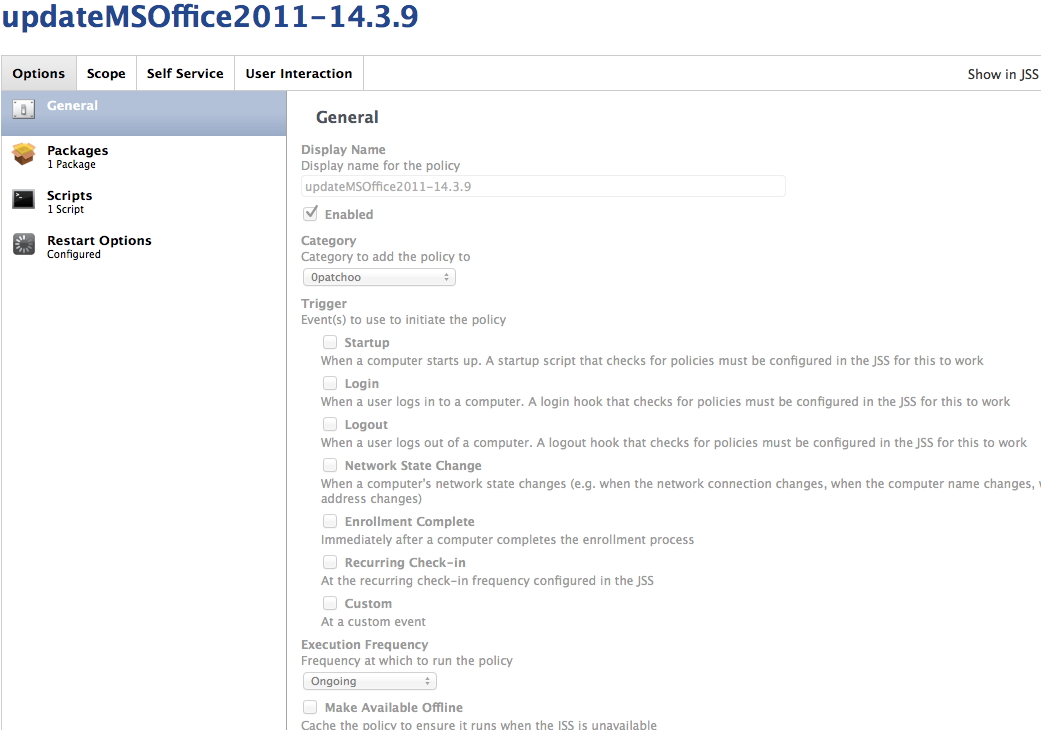 updateMSOffice2011-14.3.9
Options
Scope
Self Service
User Interaction
Show in JSS
General
Packages
1 Package
Scripts
1 Script
Restart Options
Configured
General
Display Name
Display name for the policy
updateMSOffice2011-14.3.9
Enabled
Category
Category to add the policy to
0patchoo
Trigger
Event(s) to use to initiate the policy
Startup
When a computer starts up. A startup script that checks for policies must be configured in the JSS for this to work
Login
When a user logs in to a computer. A login hook that checks for policies must be configured in the JSS for this to work
Logout
When a user logs out of a computer. A logout hook that checks for policies must be configured in the JSS for this to work
Network State Change
When a computer's network state changes (e.g. when the network connection changes, when the computer name changes,
address changes)
Enrollment Complete
Immediately after a computer completes the enrollment process
Recurring Check-in
At the recurring check-in frequency configured in the JSS
Custom
At a custom event
Execution Frequency
Frequency at which to run the policy
Ongoing
Make Available Offline
Cache the policy to ensure it runs when the JSS is unavailable